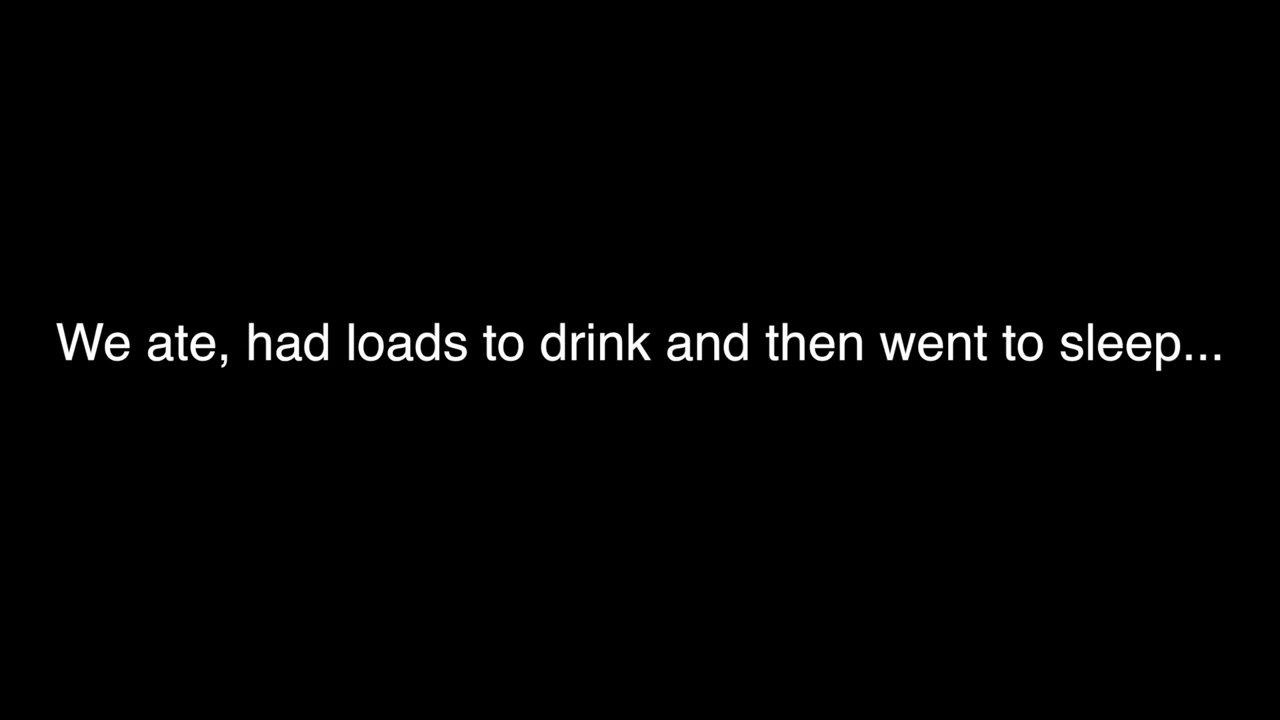 We ate, had loads to drink and then went to sleep...